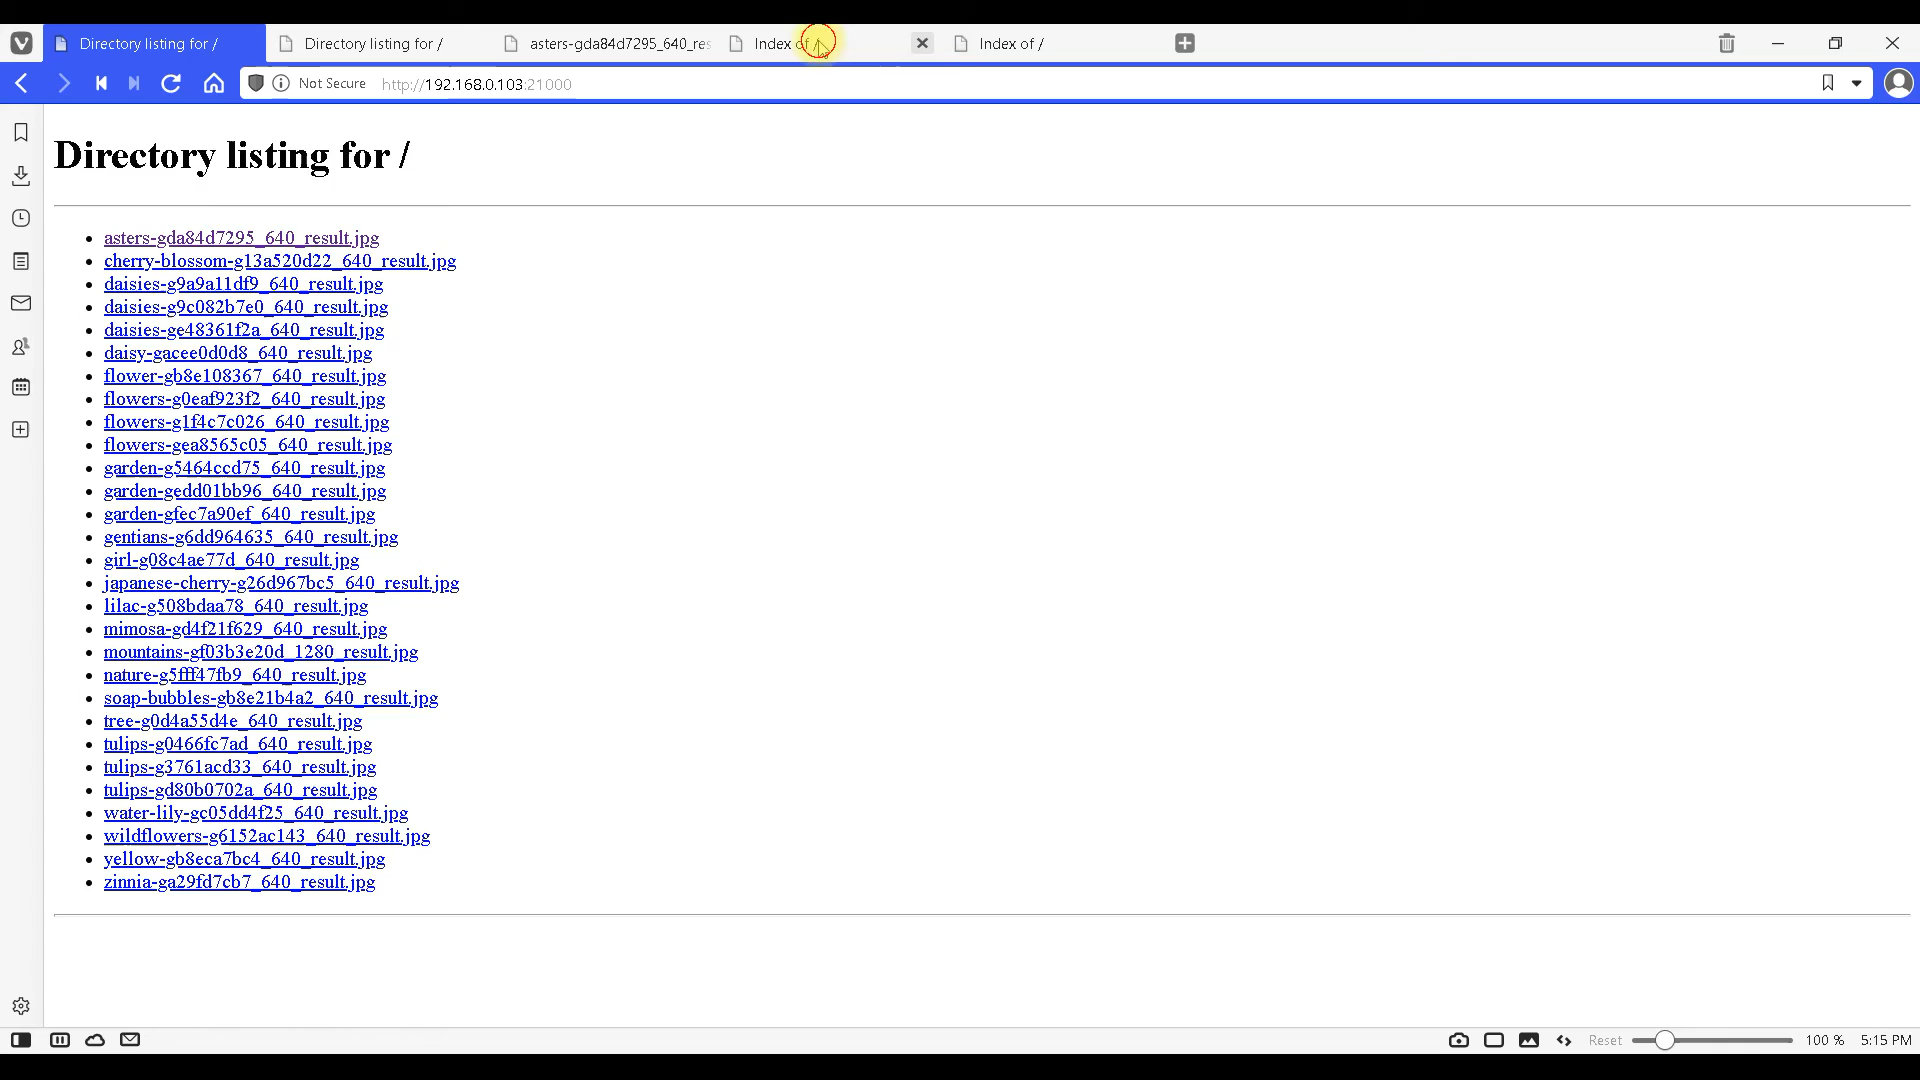 Directory listing for /
Directory listing for /
asters-gda84d7295_640_res
Index of /
Index of /
Not Secure
http://192.168.0.103:21000
Directory listing for /
asters-gda84d7295_640_result.jpg
cherry-blossom-g13a520d22_640_result.jpg
daisies-g9a9a11df9_640_result.jpg
daisies-g9c082b7e0_640_result.jpg
daisies-ge48361f2a_640_result.jpg
daisy-gacee0d0d8_640_result.jpg
flower-gb8e108367_640_result.jpg
flowers-g0eaf923f2_640_result.jpg
flowers-g1f4c7c026_640_result.jpg
flowers-gea8565c05_640_result.jpg
garden-g5464ccd75_640_result.jpg
garden-gedd01bb96_640_result.jpg
garden-gfec7a90ef_640_result.jpg
gentians-g6dd964635_640_result.jpg
girl-g08c4ae77d_640_result.jpg
japanese-cherry-g26d967bc5_640_result.jpg
lilac-g508bdaa78_640_result.jpg
mimosa-gd4f21f629_640_result.jpg
mountains-gf03b3e20d_1280_result.jpg
nature-g5fff47fb9_640_result.jpg
soap-bubbles-gb8e21b4a2_640_result.jpg
tree-g0d4a55d4e_640_result.jpg
tulips-g0466fc7ad_640_result.jpg
tulips-g3761acd33_640_result.jpg
tulips-gd80b0702a_640_result.jpg
water-lily-gc05dd4f25_640_result.jpg
wildflowers-g6152ac143_640_result.jpg
yellow-gb8eca7bc4_640_result.jpg
zinnia-ga29fd7cb7_640_result.jpg
Reset
100 %
5:15 PM